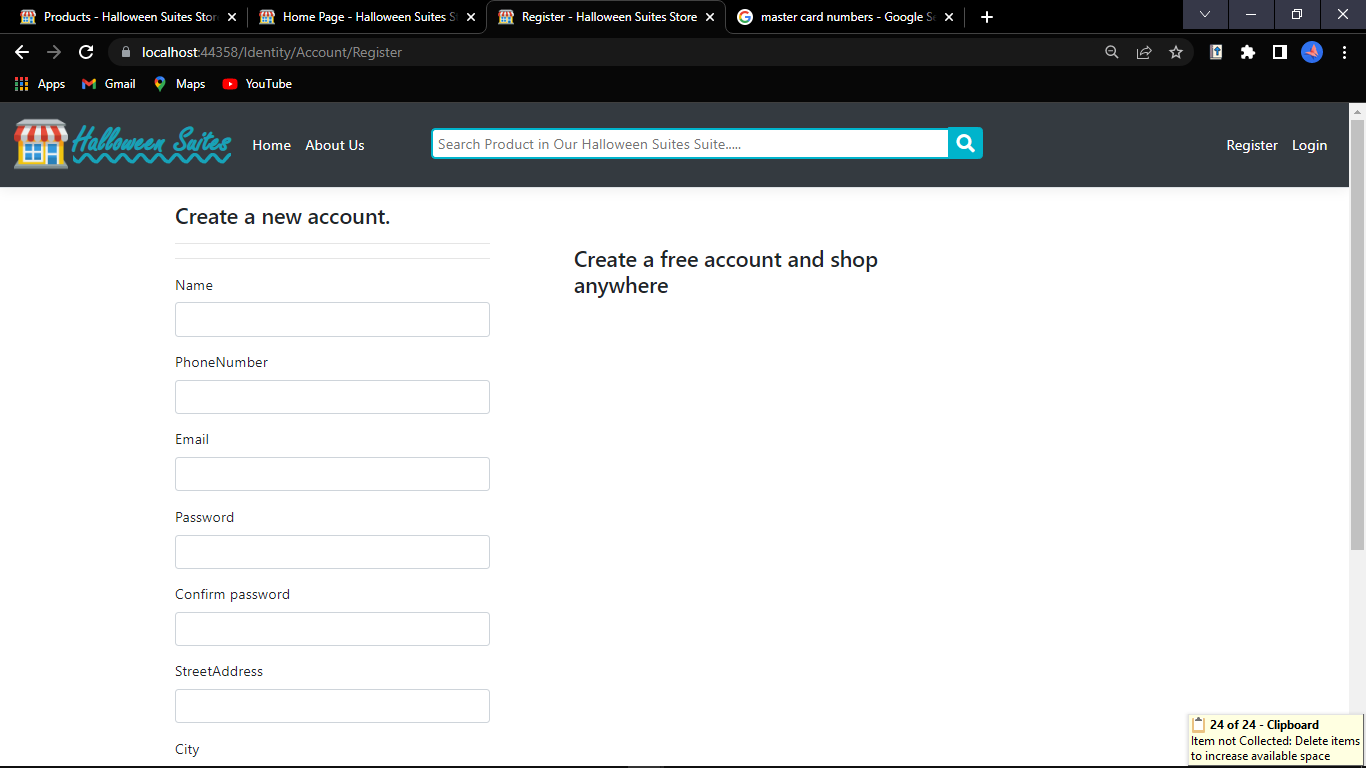 Products - Halloween Suites Stor
Home Page - Halloween Suites S
Register - Halloween Suites Store
master card numbers - Google Se
localhost:44358/Identity/Account/Register
Apps
Gmail
Maps
YouTube
Halloween Suites
Home
About Us
Search Product in Our Halloween Suites Suite.....
Register
Login
Create a new account.
Create a free account and shop
anywhere
Name
PhoneNumber
Email
Password
Confirm password
StreetAddress
City
24 of 24 - Clipboard
Item not Collected: Delete items
to increase available space